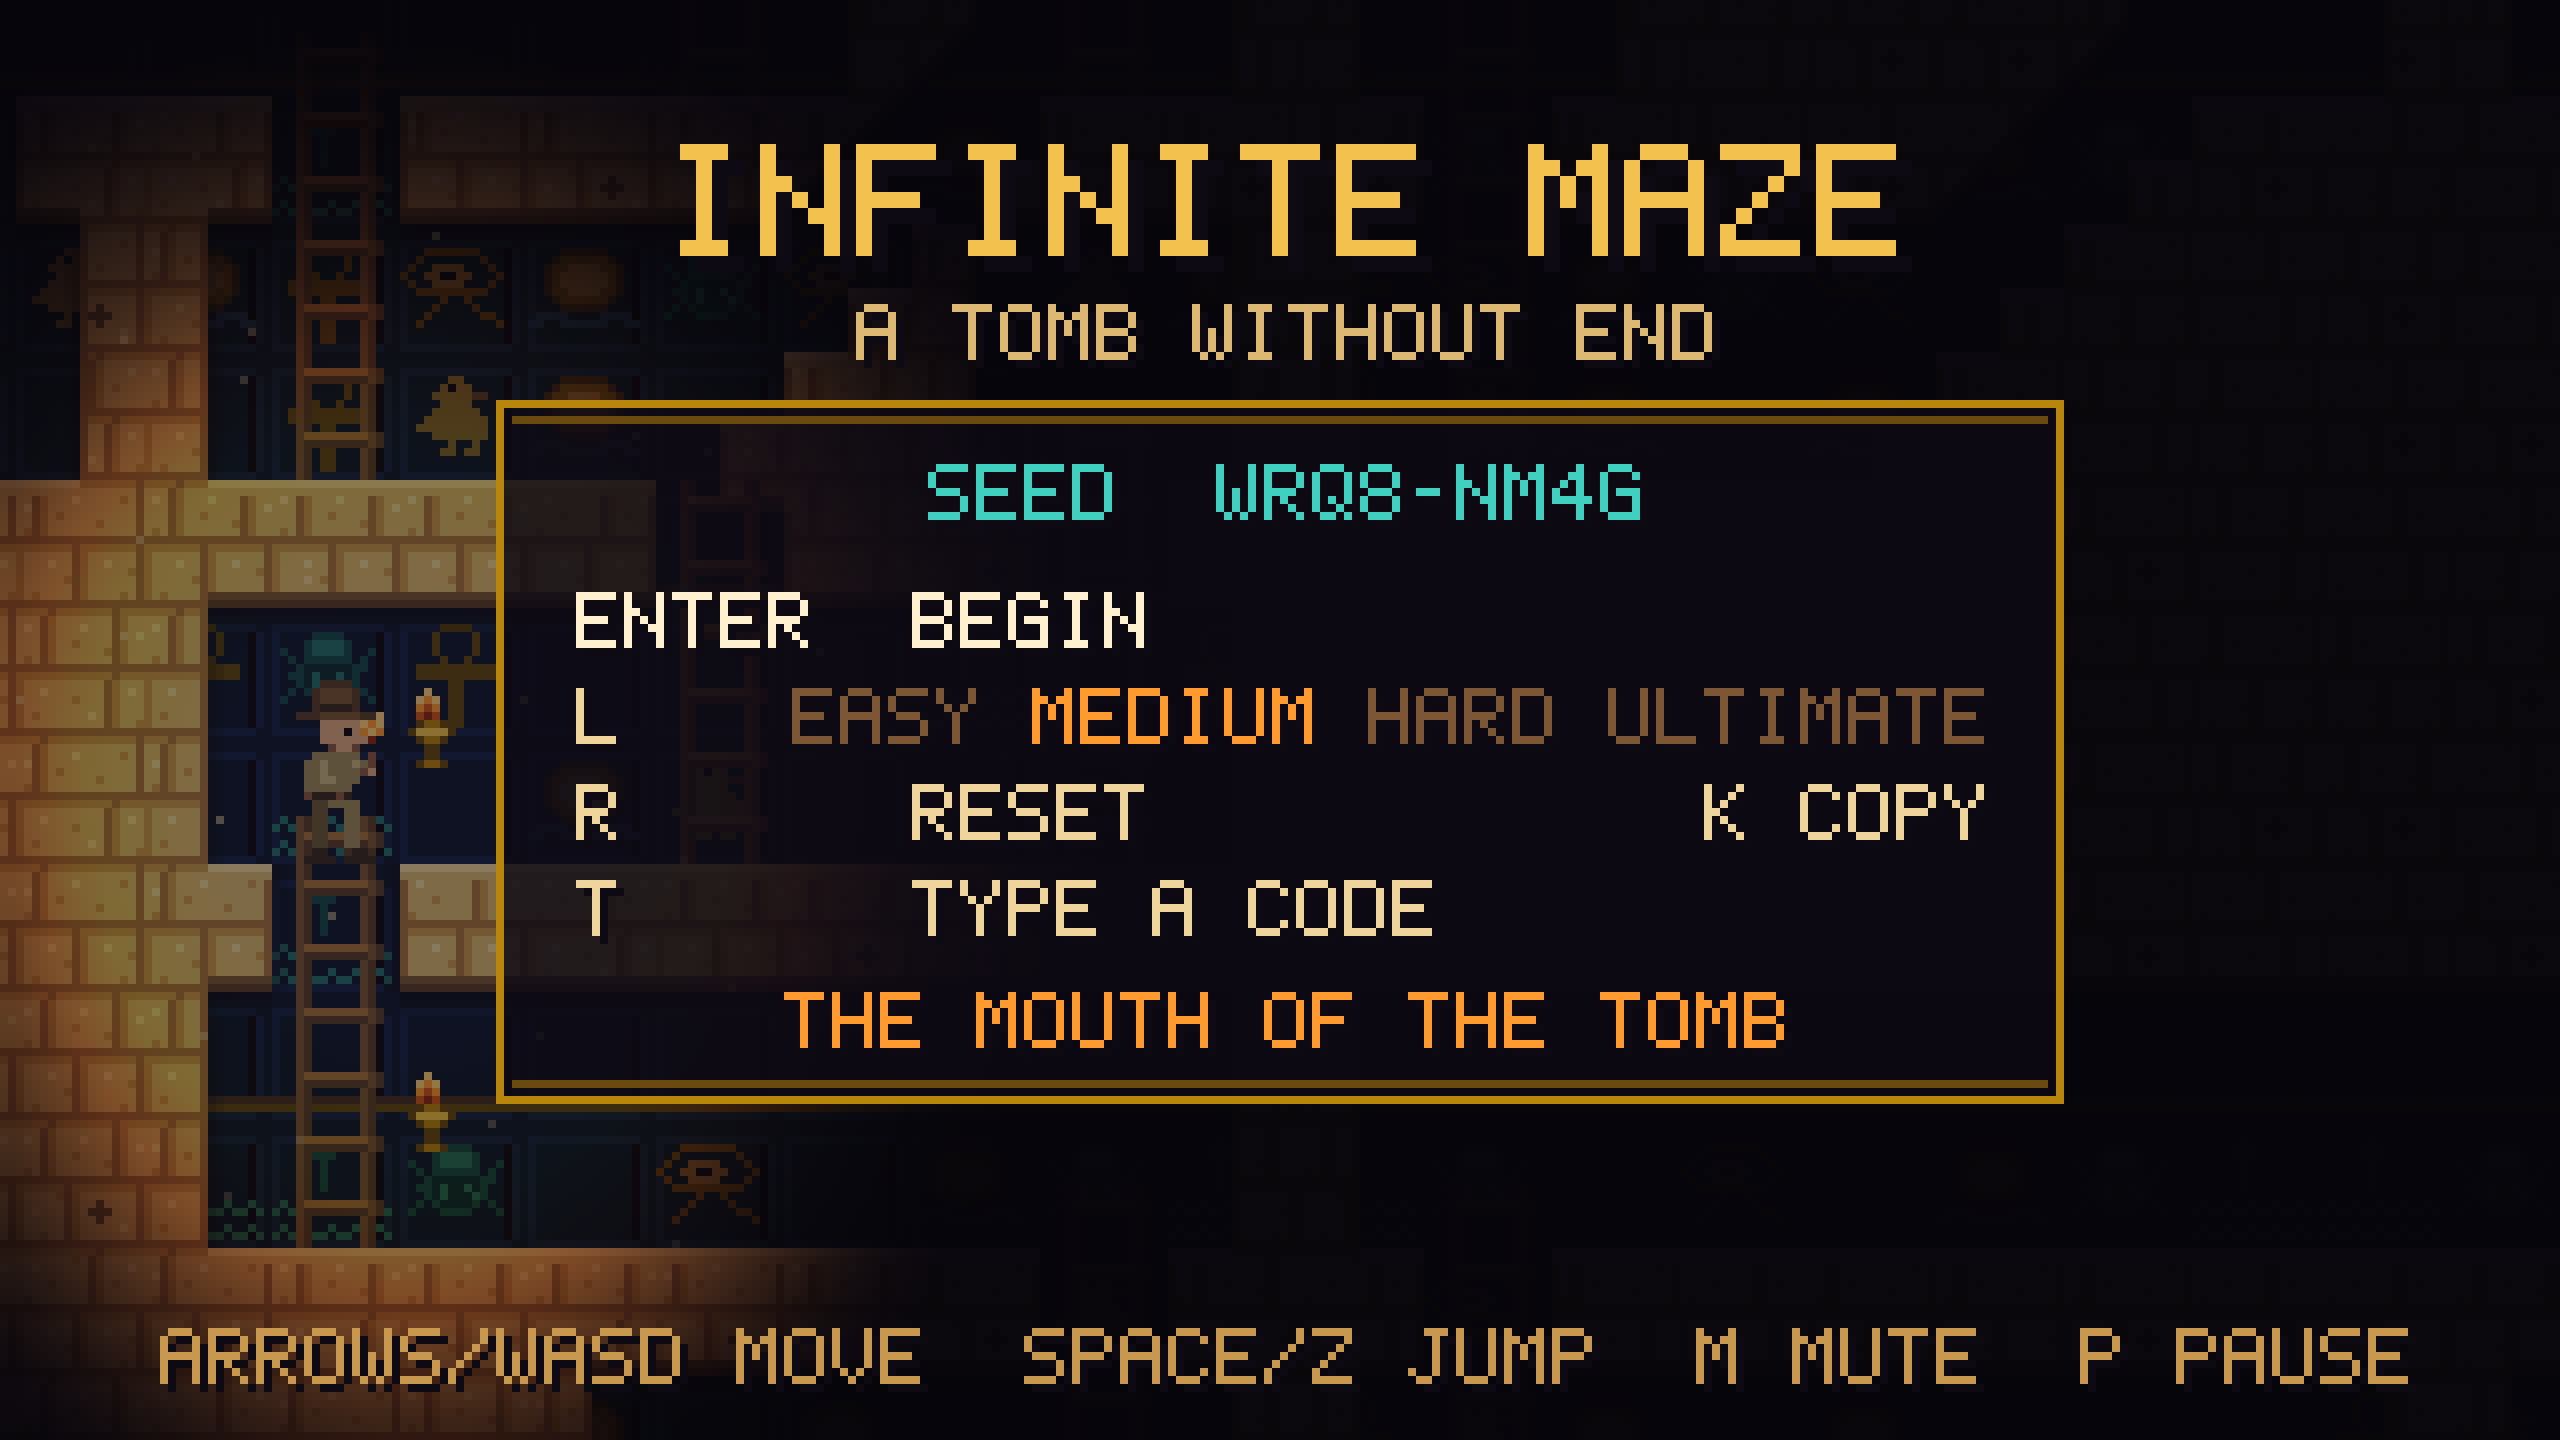 INFINITE MAZE
A TOMB WITHOUT END
SEED WRQ8-NM4G
ENTER BEGIN
L EASY MEDIUM HARD ULTIMATE
R RESET K COPY
T TYPE A CODE
THE MOUTH OF THE TOMB
ARROWS/WASD MOVE SPACE/Z JUMP M MUTE P PAUSE